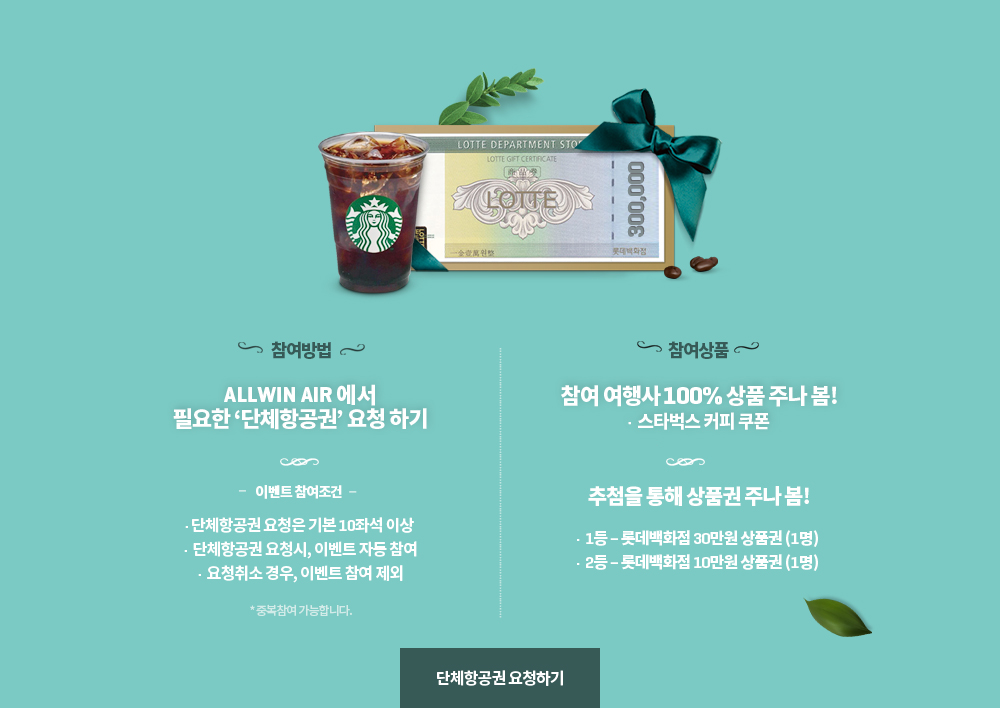 LOTTE DEPARTMENT STO
LOTTE GIFT CERTIFICATE
商品券
LOTTE
300,000
롯데백화점
참여방법
ALLWIN AIR 에서
필요한 ‘단체항공권’ 요청 하기
– 이벤트 참여조건 –
· 단체항공권 요청은 기본 10좌석 이상
· 단체항공권 요청시, 이벤트 자동 참여
· 요청취소 경우, 이벤트 참여 제외
* 중복참여 가능합니다.
참여상품
참여 여행사 100% 상품 주나 봄!
· 스타벅스 커피 쿠폰
추첨을 통해 상품권 주나 봄!
· 1등 – 롯데백화점 30만원 상품권 (1명)
· 2등 – 롯데백화점 10만원 상품권 (1명)
단체항공권 요청하기